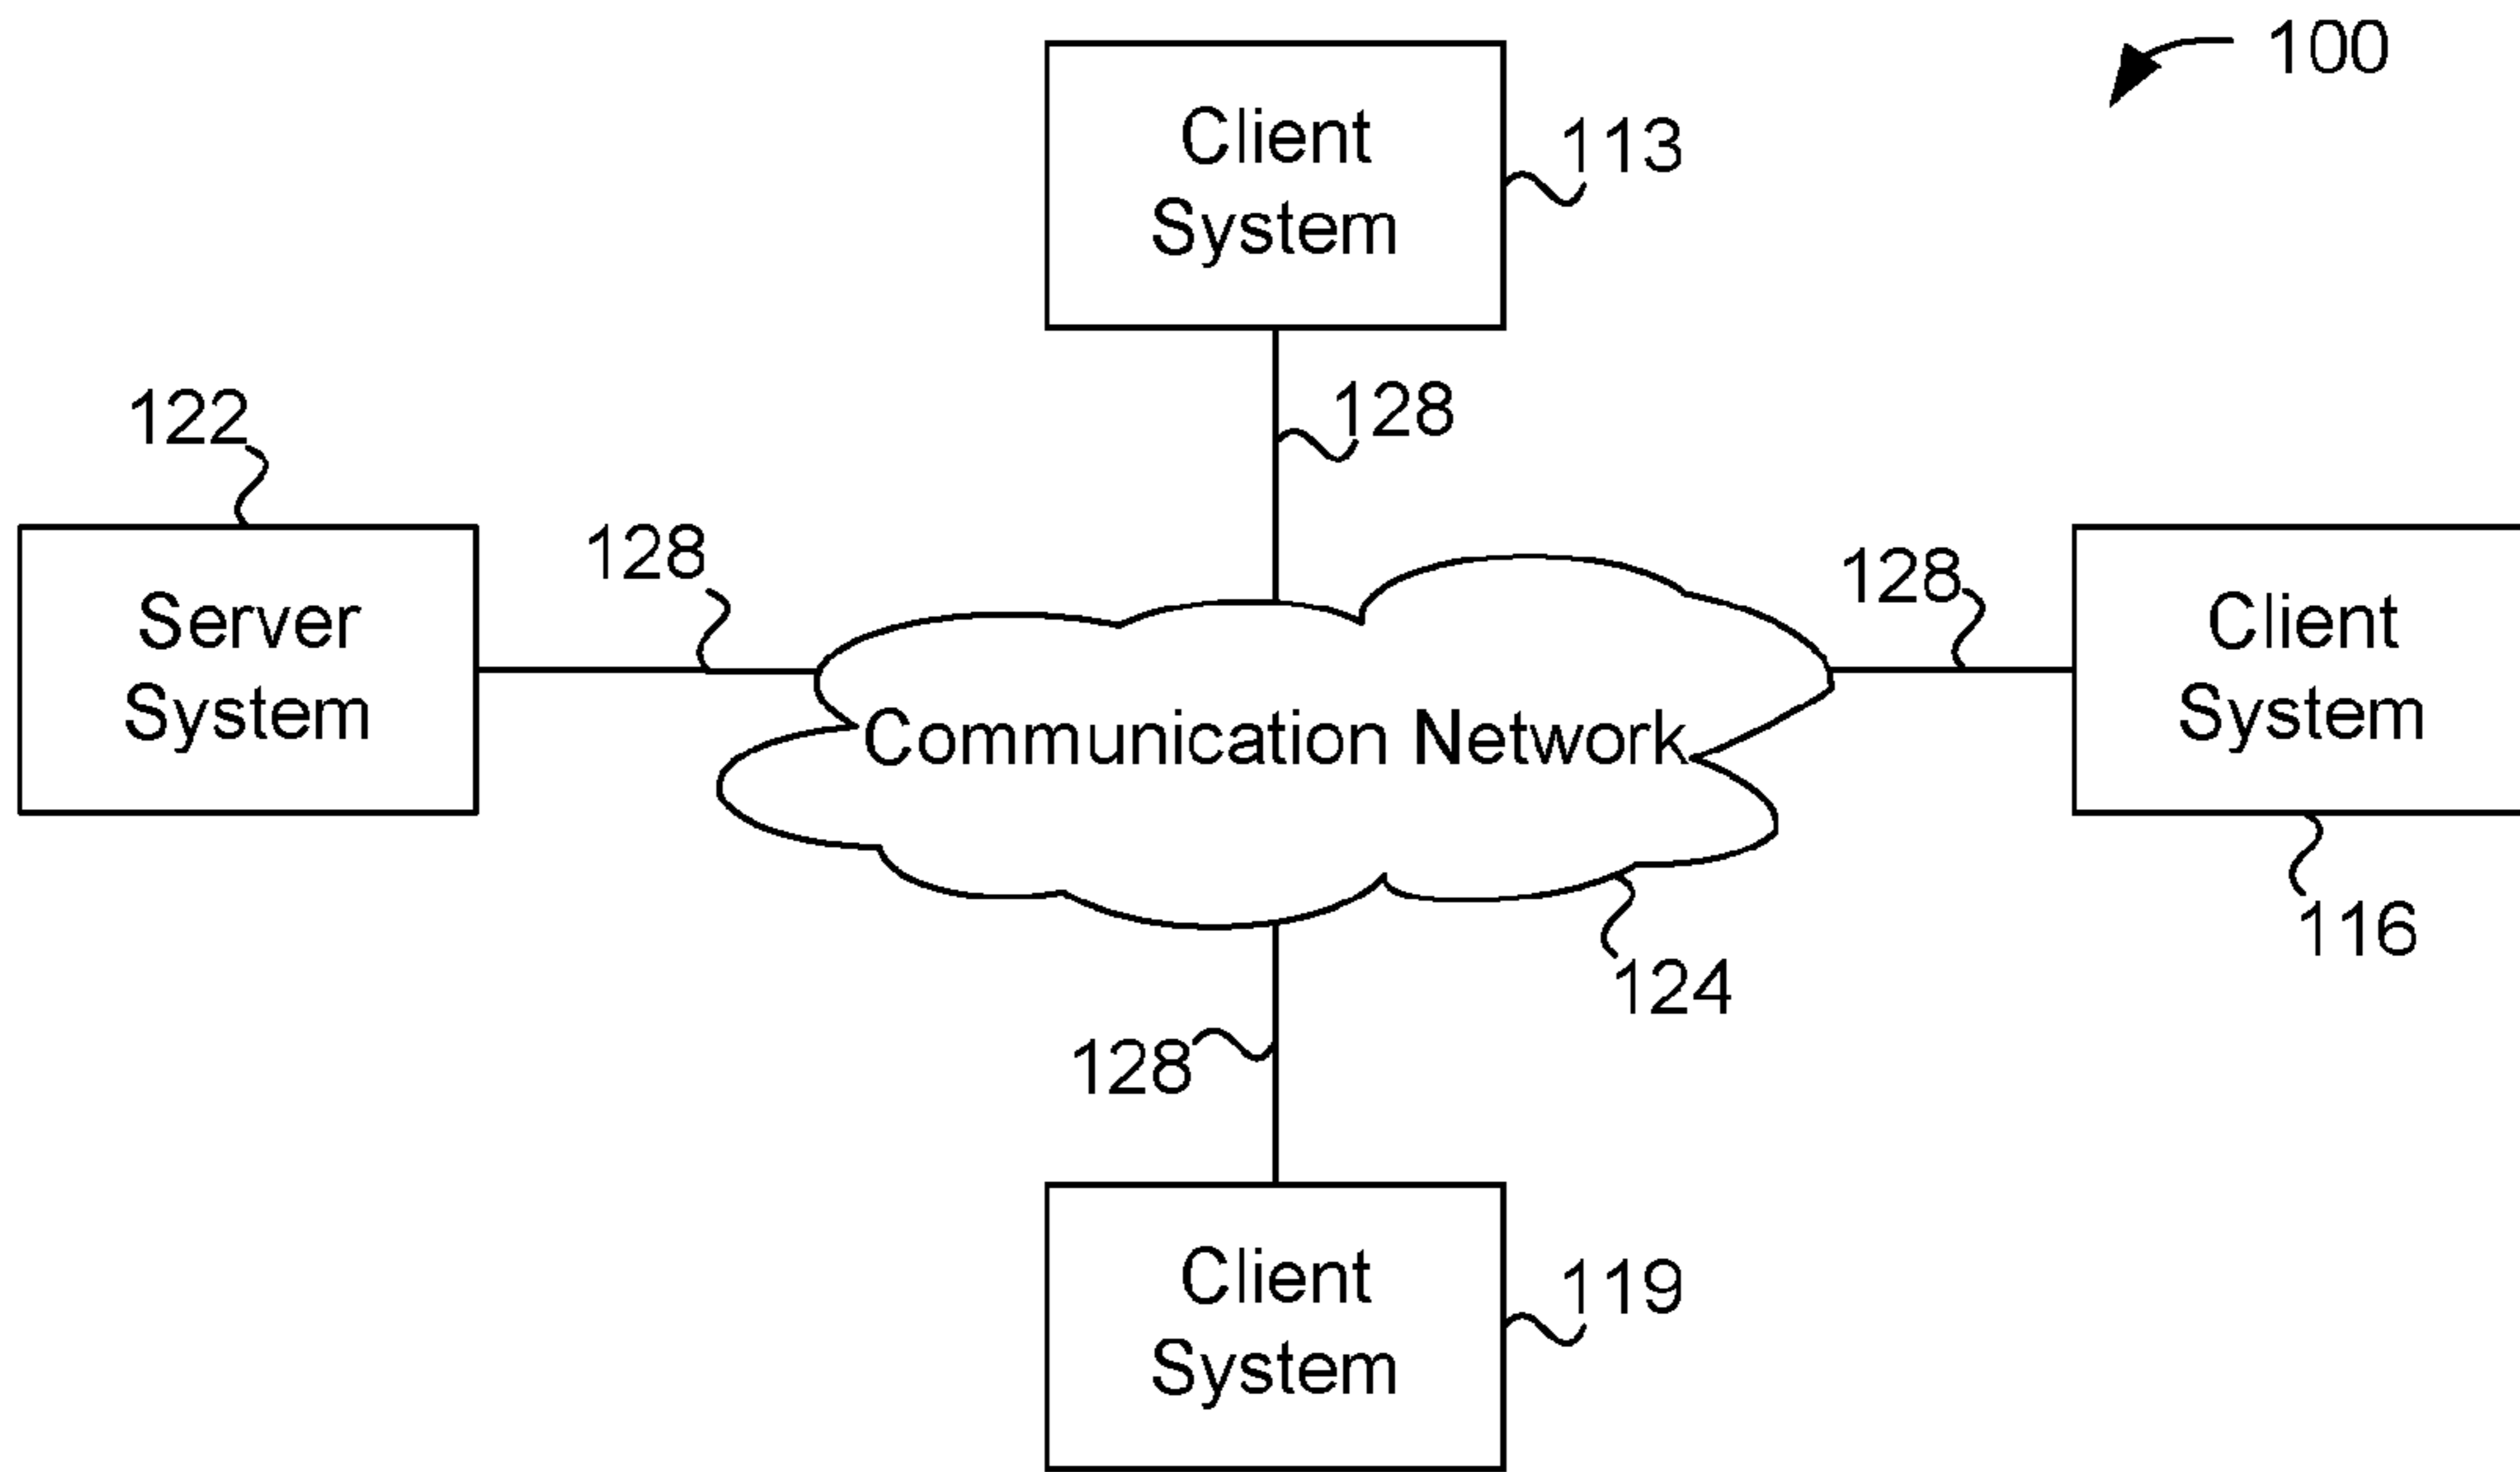 100
Client
System
113
128
122
Server
System
128
128
Client
System
Communication Network
116
124
128
Client
System
119